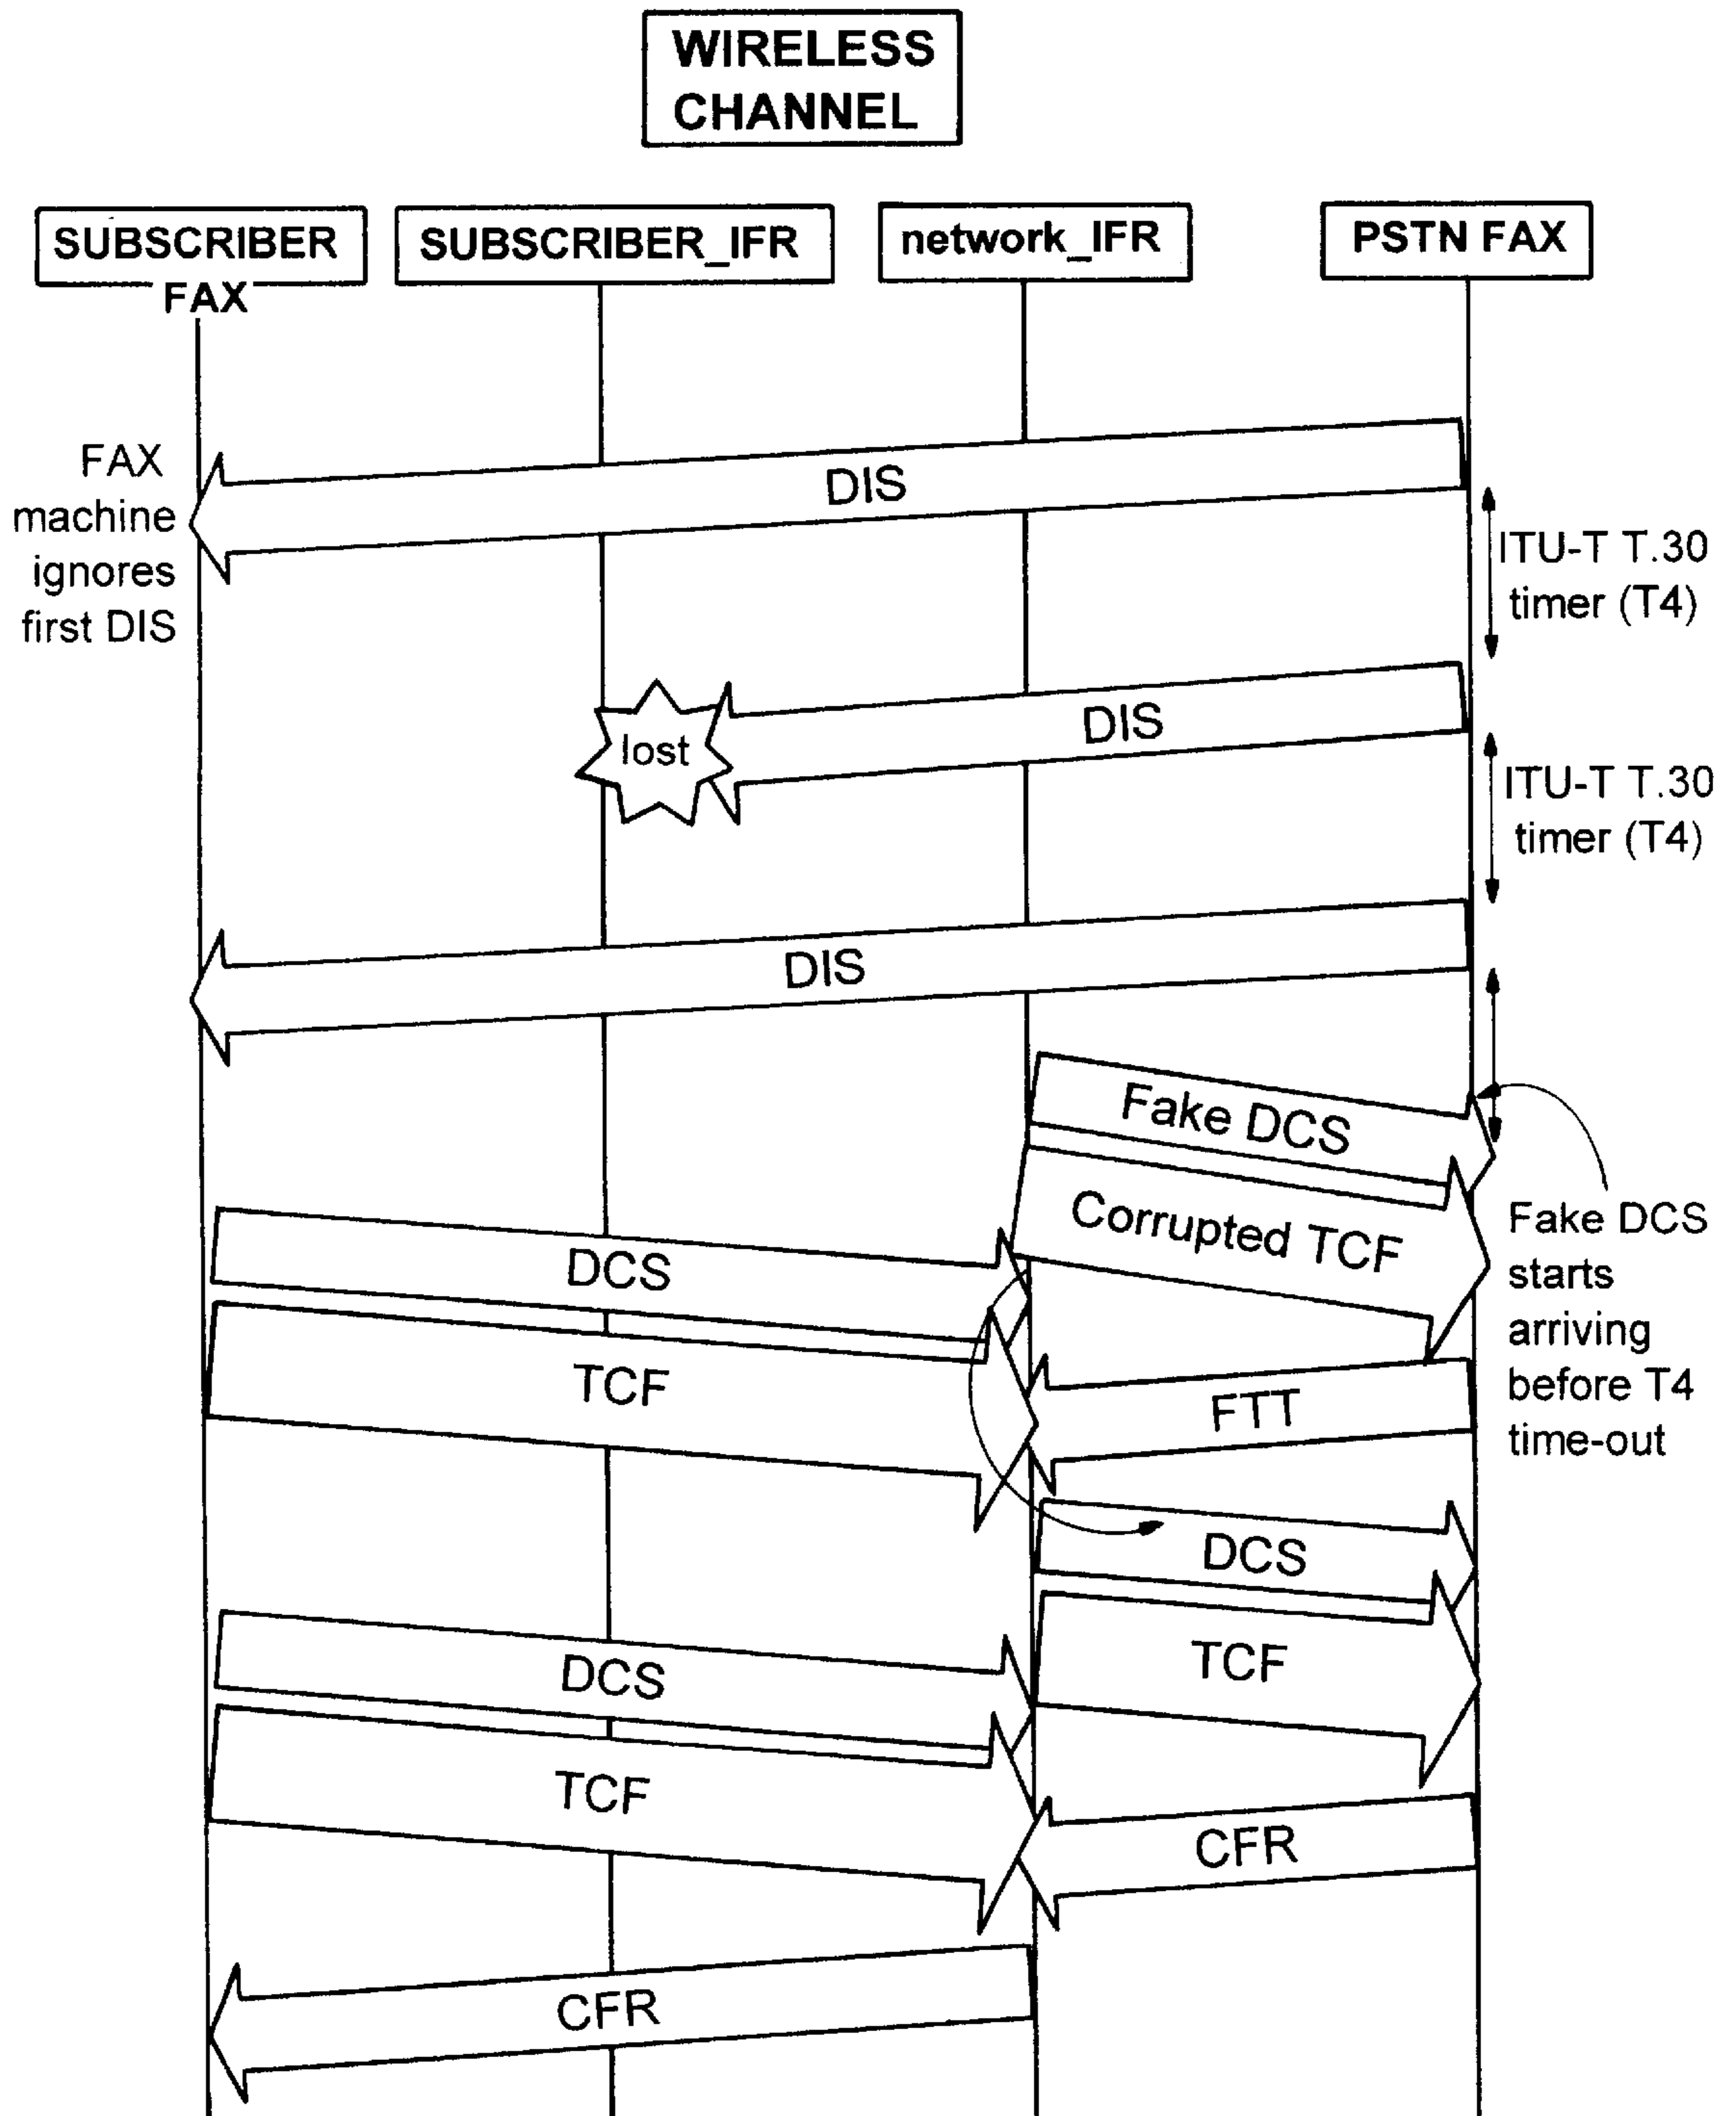 WIRELESS
CHANNEL
SUBSCRIBER
FAX
SUBSCRIBER_IFR
network_IFR
PSTN FAX
FAX
machine
ignores
first DIS
DIS
ITU-T T.30
timer (T4)
lost
DIS
ITU-T T.30
timer (T4)
DIS
Fake DCS
Corrupted TCF
Fake DCS
starts
arriving
before T4
time-out
DCS
TCF
FTT
DCS
TCF
DCS
TCF
CFR
CFR